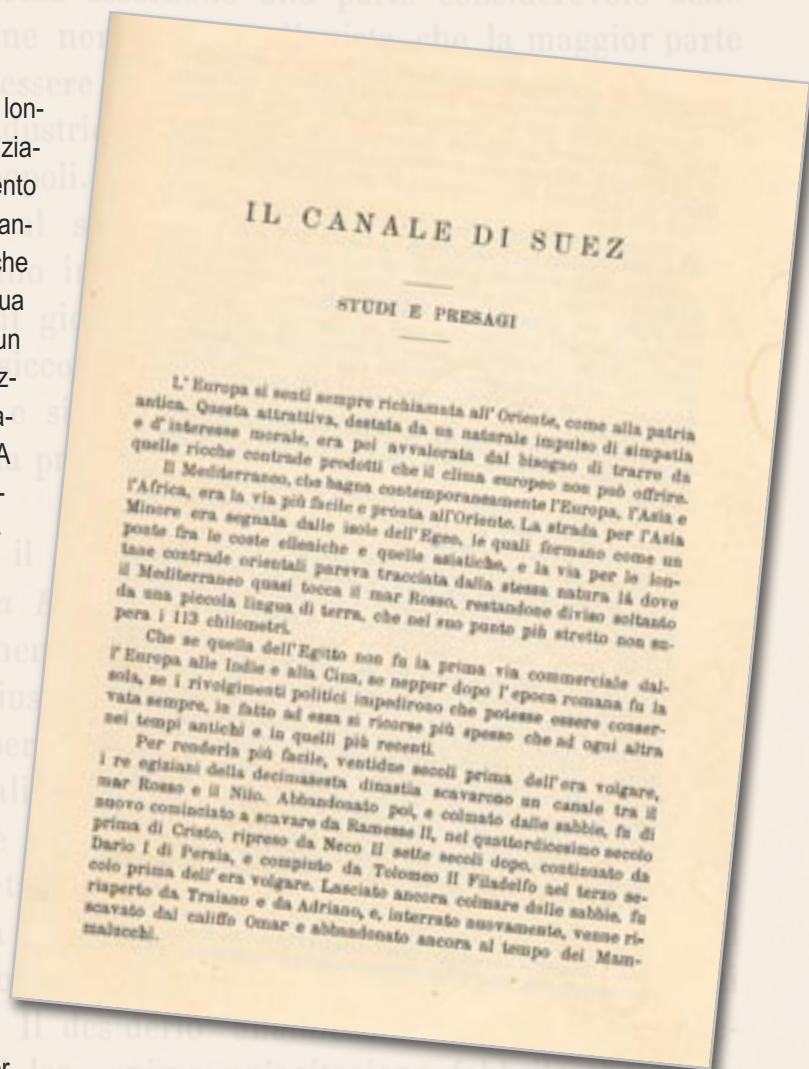 che la maggior parte
lon-
zia-
ento
an-
che
ua
un
z-
a-
A
IL CANALE DI SUEZ
STUDI E PRESAGI
L'Europa si sentì sempre richiamata all'Oriente, come alla patria
antica. Questa attrattiva, destata da un naturale impulso di simpatia
e d'interesse morale, era poi avvalorata dal bisogno di trarre da
quelle ricche contrade prodotti che il clima europeo non può offrire.
Il Mediterraneo, che bagna contemporaneamente l'Europa, l'Asia e
l'Africa, era la via più facile e pronta all'Oriente. La strada per l'Asia
Minore era segnata dalle isole dell'Egeo, le quali formano come un
ponte fra le coste elleniche e quelle asiatiche, e la via per le lon-
tane contrade orientali pareva tracciata dalla stessa natura là dove
il Mediterraneo quasi tocca il mar Rosso, restandone diviso soltanto
da una piccola lingua di terra, che nel suo punto più stretto non su-
pera i 113 chilometri.
Che se quella dell'Egitto non fu la prima via commerciale dal-
l'Europa alle Indie e alla Cina, se neppur dopo l'epoca romana fu la
sola, se i rivolgimenti politici impedirono che potesse essere conser-
vata sempre, in fatto ad essa si ricorse più spesso che ad ogni altra
nei tempi antichi e in quelli più recenti.
Per renderla più facile, ventidue secoli prima dell'era volgare,
i re egiziani della decimasesta dinastia scavarono un canale tra il
mar Rosso e il Nilo. Abbandonato poi, e colmato dalle sabbie, fu di
nuovo cominciato a scavare da Ramesse II, nel quattordicesimo secolo
prima di Cristo, ripreso da Neco II sette secoli dopo, continuato da
Dario I di Persia, e compiuto da Tolomeo II Filadelfo nel terzo se-
colo prima dell'era volgare. Lasciato ancora colmare dalle sabbie, fu
riaperto da Traiano e da Adriano, e, interrato nuovamente, venne ri-
scavato dal califfo Omar e abbandonato ancora al tempo dei Mam-
malucchi.